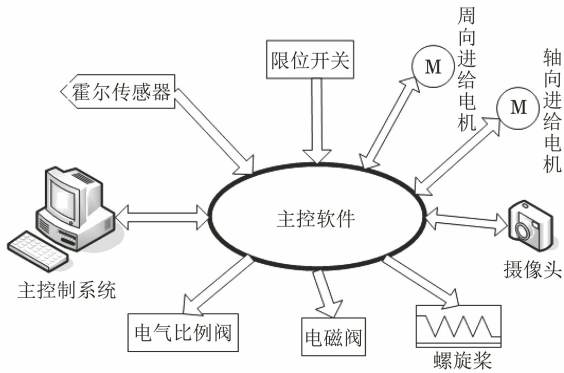 周向进给电机
轴向进给电机
限位开关
M
霍尔传感器
M
主控软件
主控制系统
摄像头
电气比例阀
电磁阀
螺旋桨